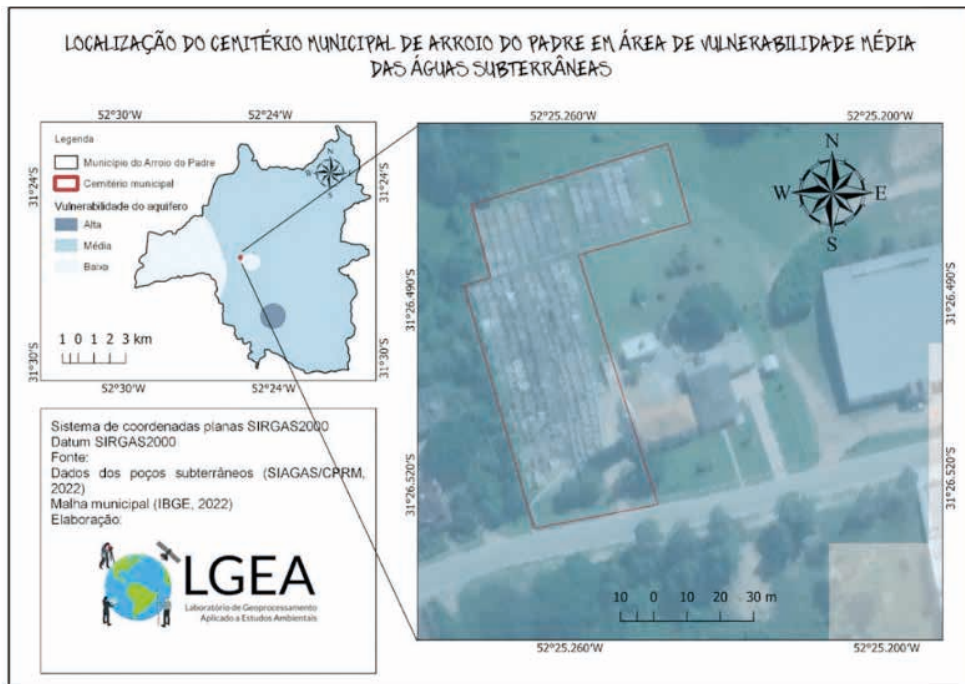 LOCALIZAÇÃO DO CEMITÉRIO MUNICIPAL DE ARROIO DO PADRE EM ÁREA DE VULNERABILIDADE MÉDIA
DAS ÁGUAS SUBTERRÂNEAS
52°30'W
52°24'W
31°24'S
31°30'S
Legenda
Município do Arroio do Padre
Cemitério municipal
Vulnerabilidade do aquífero
Alta
Média
Baixa
N
W
S
1 0 1 2 3 km
31°24'S
31°30'S
52°30'W
52°24'W
52°25.260'W
52°25.200'W
N
W E
S
31°26.490'S
31°26.520'S
31°26.490'S
31°26.520'S
10 0 10 20 30 m
52°25.260'W
52°25.200'W
Sistema de coordenadas planas SIRGAS2000
Datum SIRGAS2000
Fonte:
Dados dos poços subterrâneos (SIAGAS/CPRM,
2022)
Malha municipal (IBGE, 2022)
Elaboração:
LGEA
Laboratório de Geoprocessamento
Aplicado a Estudos Ambientais